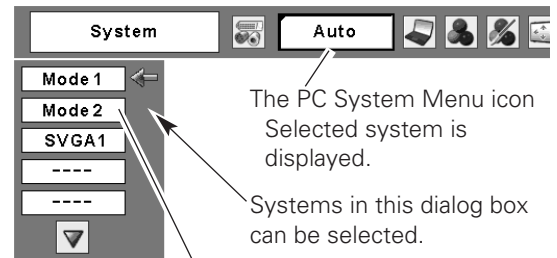 System
Auto
Mode 1
Mode 2
SVGA1
----
----
The PC System Menu icon
Selected system is
displayed.
Systems in this dialog box
can be selected.